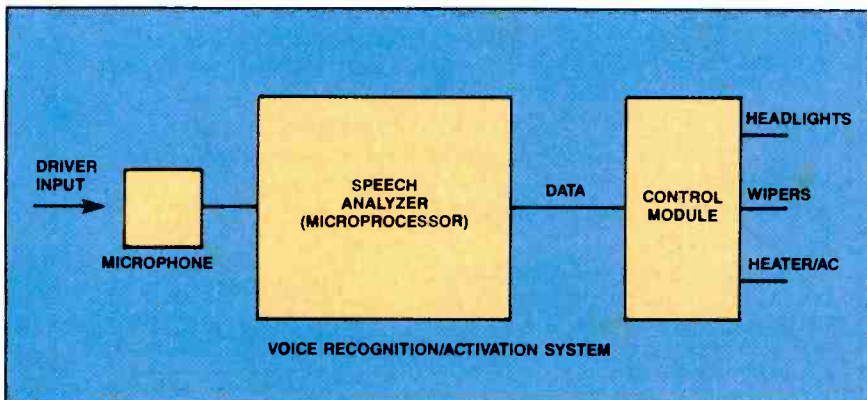 DRIVER
INPUT
MICROPHONE
SPEECH
ANALYZER
(MICROPROCESSOR)
DATA
CONTROL
MODULE
HEADLIGHTS
WIPERS
HEATER/AC
VOICE RECOGNITION/ACTIVATION SYSTEM